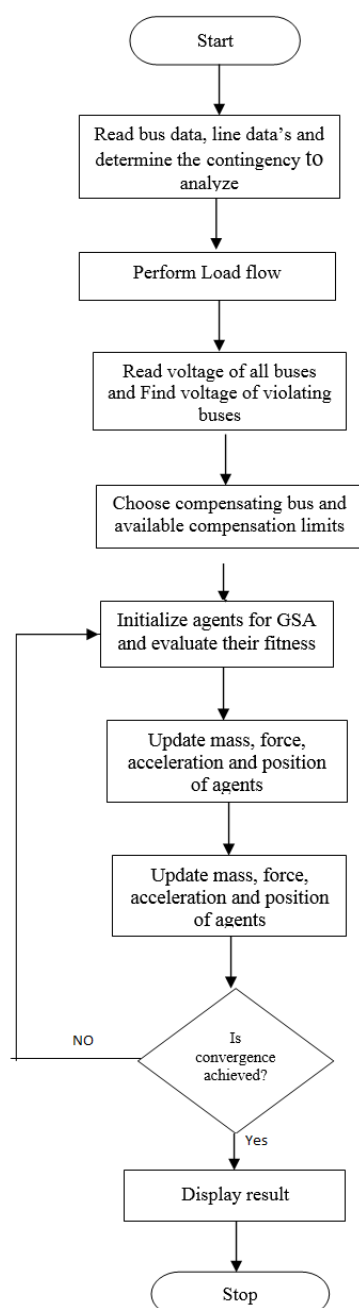 Start
Read bus data, line data's and
determine the contingency to
analyze
Perform Load flow
Read voltage of all buses
and Find voltage of violating
buses
Choose compensating bus and
available compensation limits
Initialize agents for GSA
and evaluate their fitness
Update mass, force,
acceleration and position
of agents
Update mass, force,
acceleration and position
of agents
Is
convergence
achieved?
NO
Yes
Display result
Stop